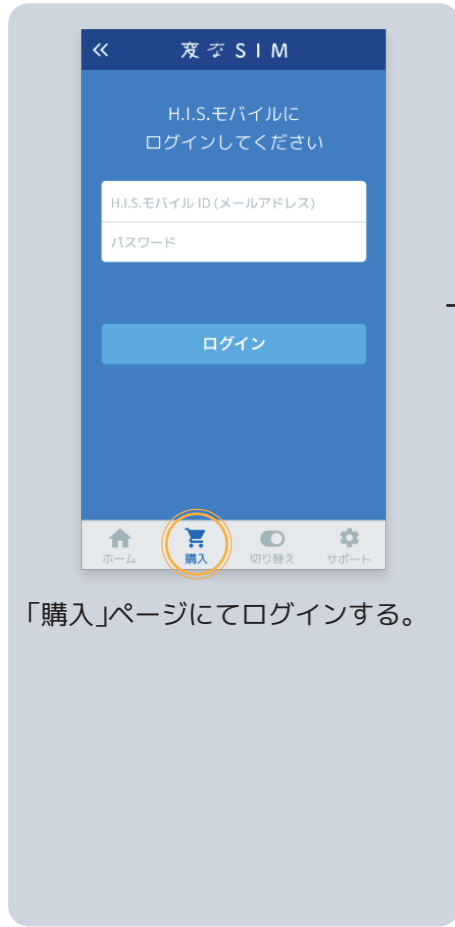 変なSIM
H.I.S.モバイルに
ログインしてください
H.I.S.モバイル ID (メールアドレス)
パスワード
ログイン
ホーム 購入 切り替え サポート
「購入」ページにてログインする。